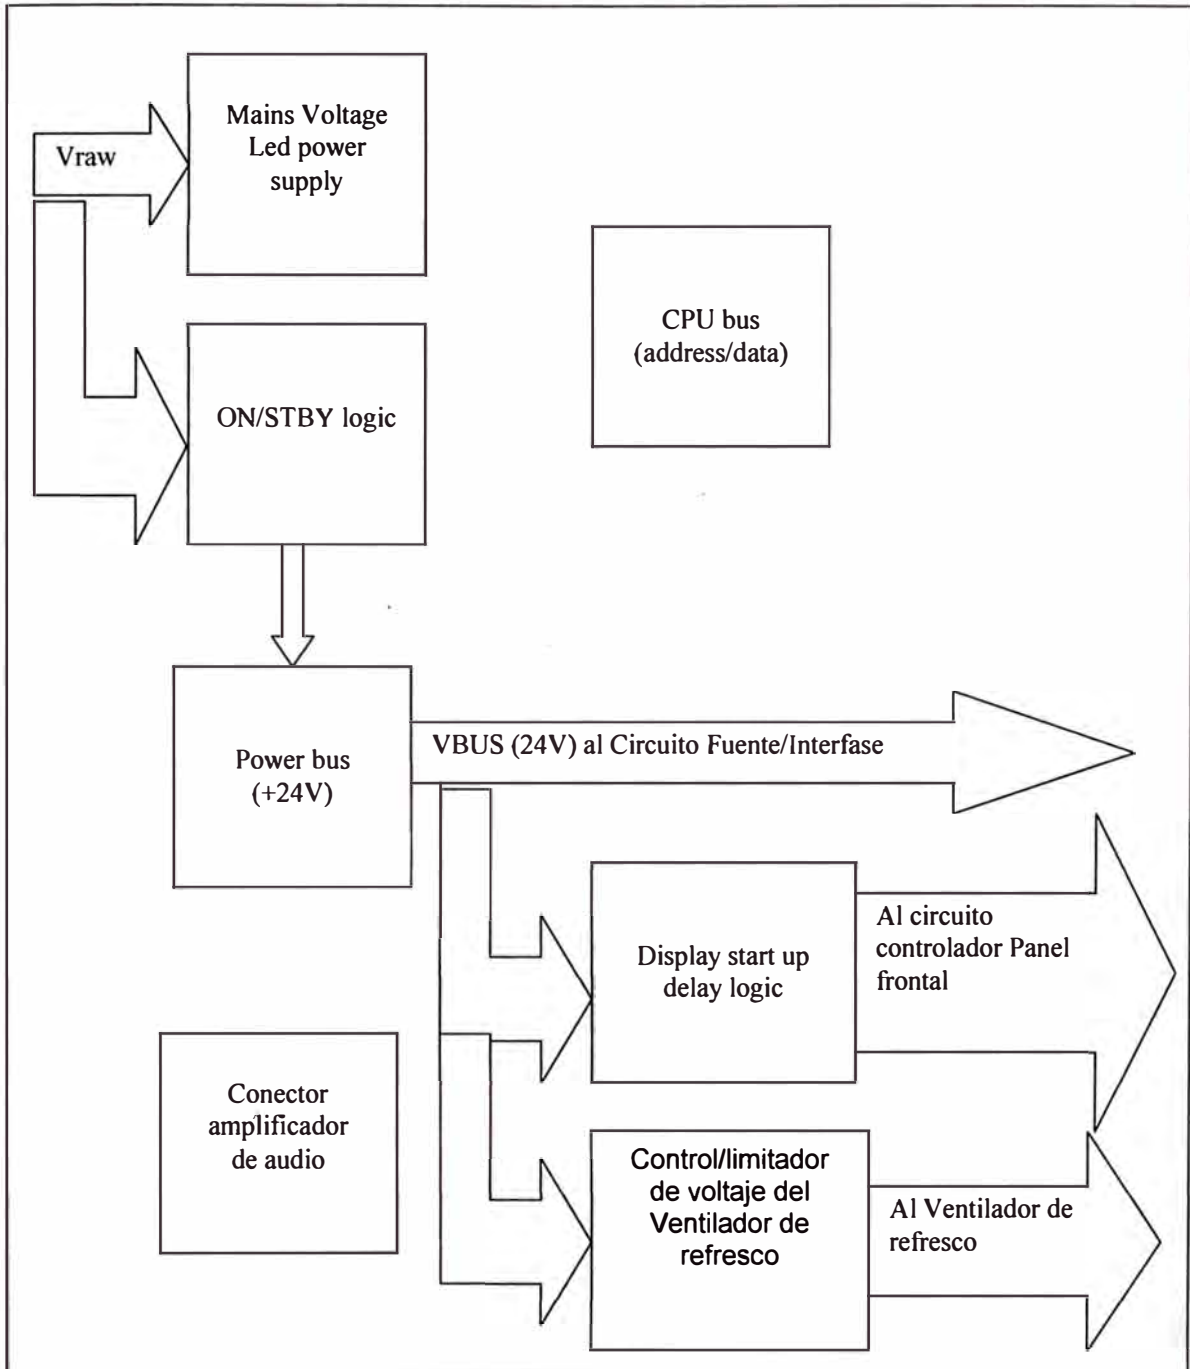 Mains Voltage
Led power
supply
Vraw
CPU bus
(address/data)
ON/STBY logic
Power bus
(+24V)
VBUS (24V) al Circuito Fuente/Interfase
Display start up
delay logic
Al circuito
controlador Panel
frontal
Conector
amplificador
de audio
Control/limitador
de voltaje del
Ventilador de
refresco
Al Ventilador de
refresco